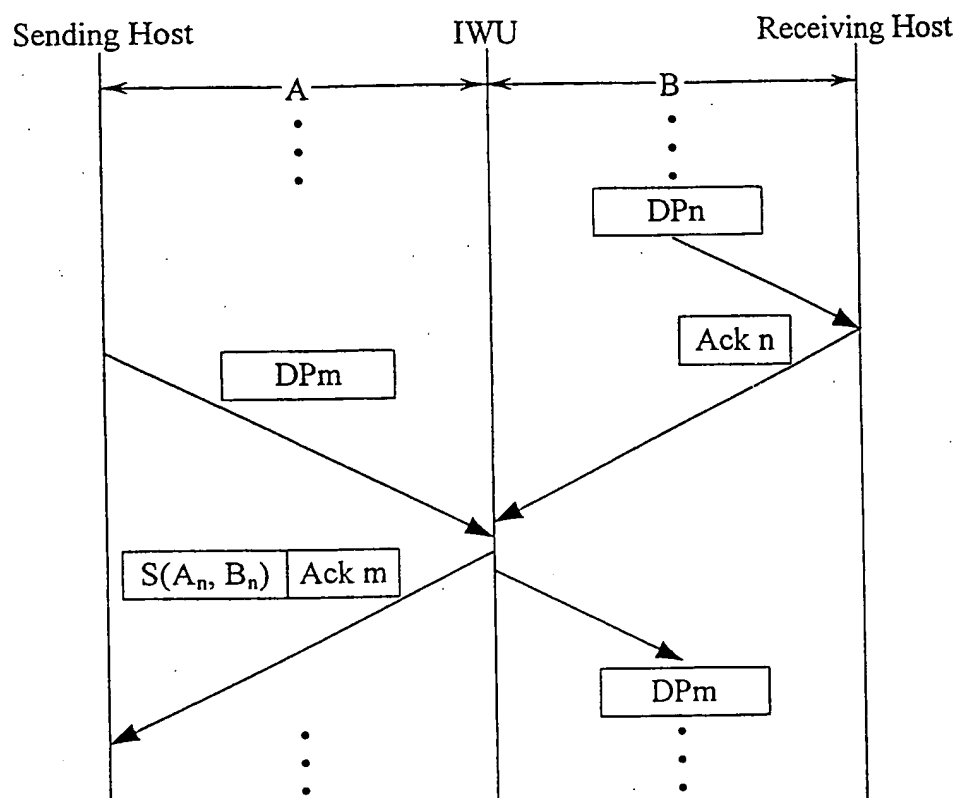 Sending Host IWU Receiving Host
A B
DPn
Ack n
DPm
S(Aₙ, Bₙ) Ack m
DPm